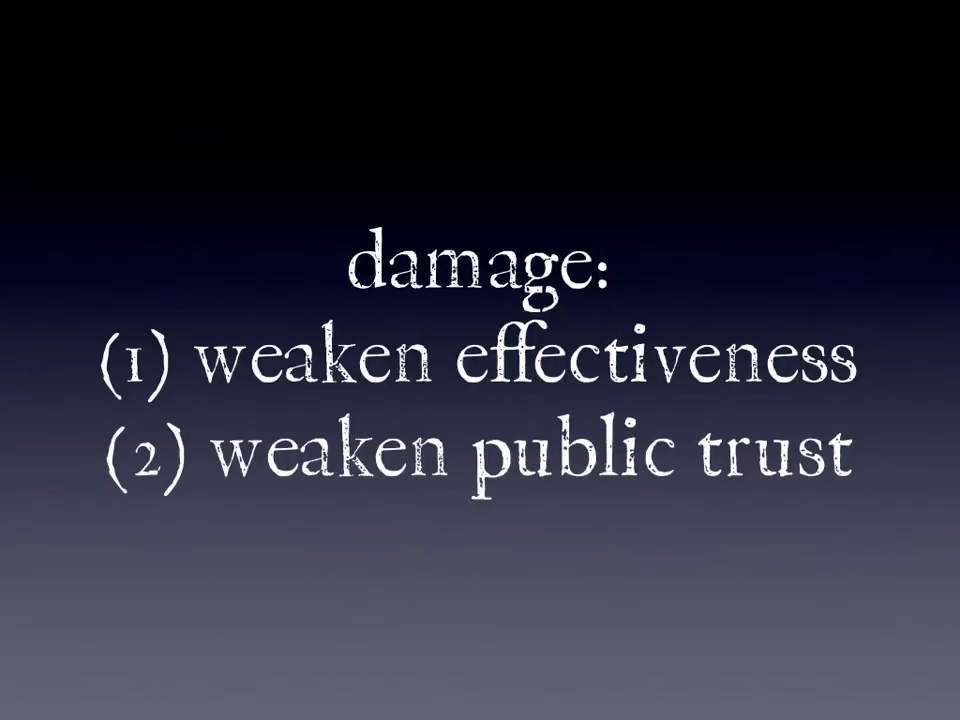 damage:
(1) weaken effectiveness
(2) weaken public trust